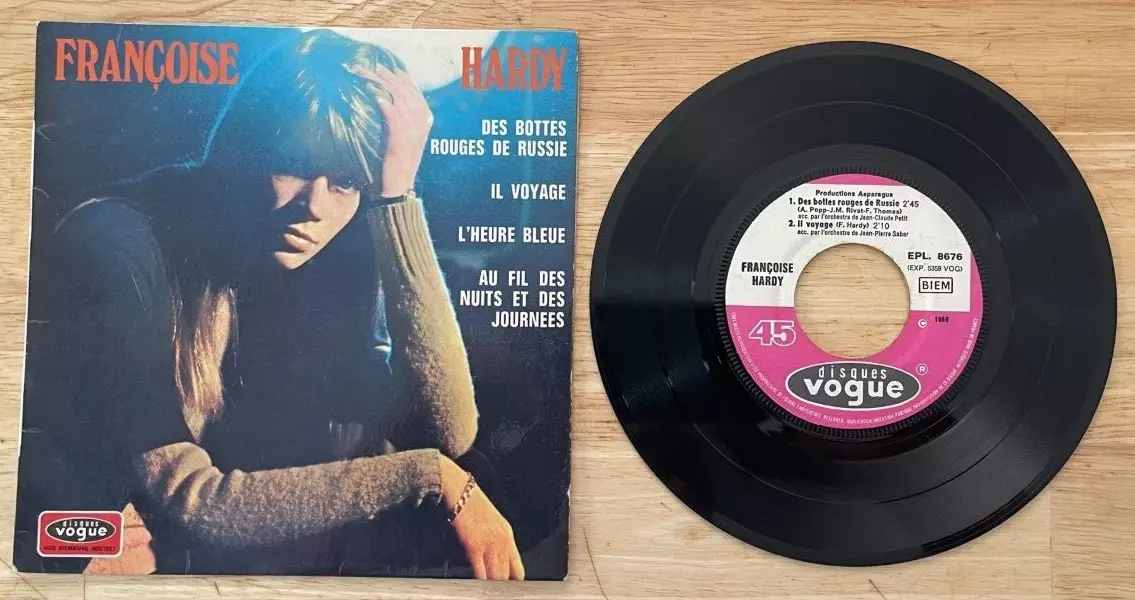 FRANÇOISE HARDY
DES BOTTES
ROUGES DE RUSSIE
IL VOYAGE
L'HEURE BLEUE
AU FIL DES
NUITS ET DES
JOURNEES
disques
vogue
VOGUE INTERNATIONAL INDUSTRIES
Productions Asparagus
1. Des bottes rouges de Russie 2'45
(A. Popp-J.M. Rivat-F. Thomas)
acc. par l'orchestre de Jean-Claude Petit
2. Il voyage (F. Hardy) 2'10
acc. par l'orchestre de Jean-Pierre Sabar
FRANÇOISE
HARDY
EPL. 8676
(EXP. 5358 VOG)
BIEM
45
© 1968
disques
vogue
®